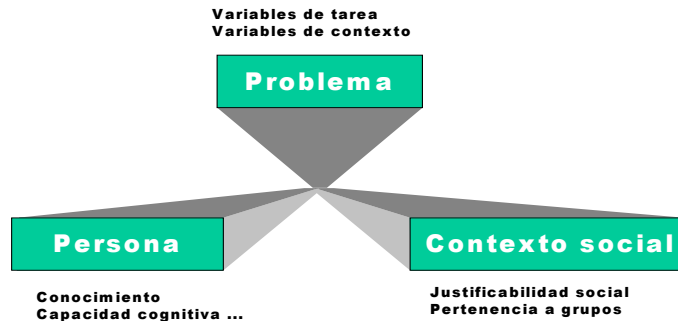 Variables de tarea
Variables de contexto
Problema
Persona
Contexto social
Conocimiento
Capacidad cognitiva ...
Justificabilidad social
Pertenencia a grupos